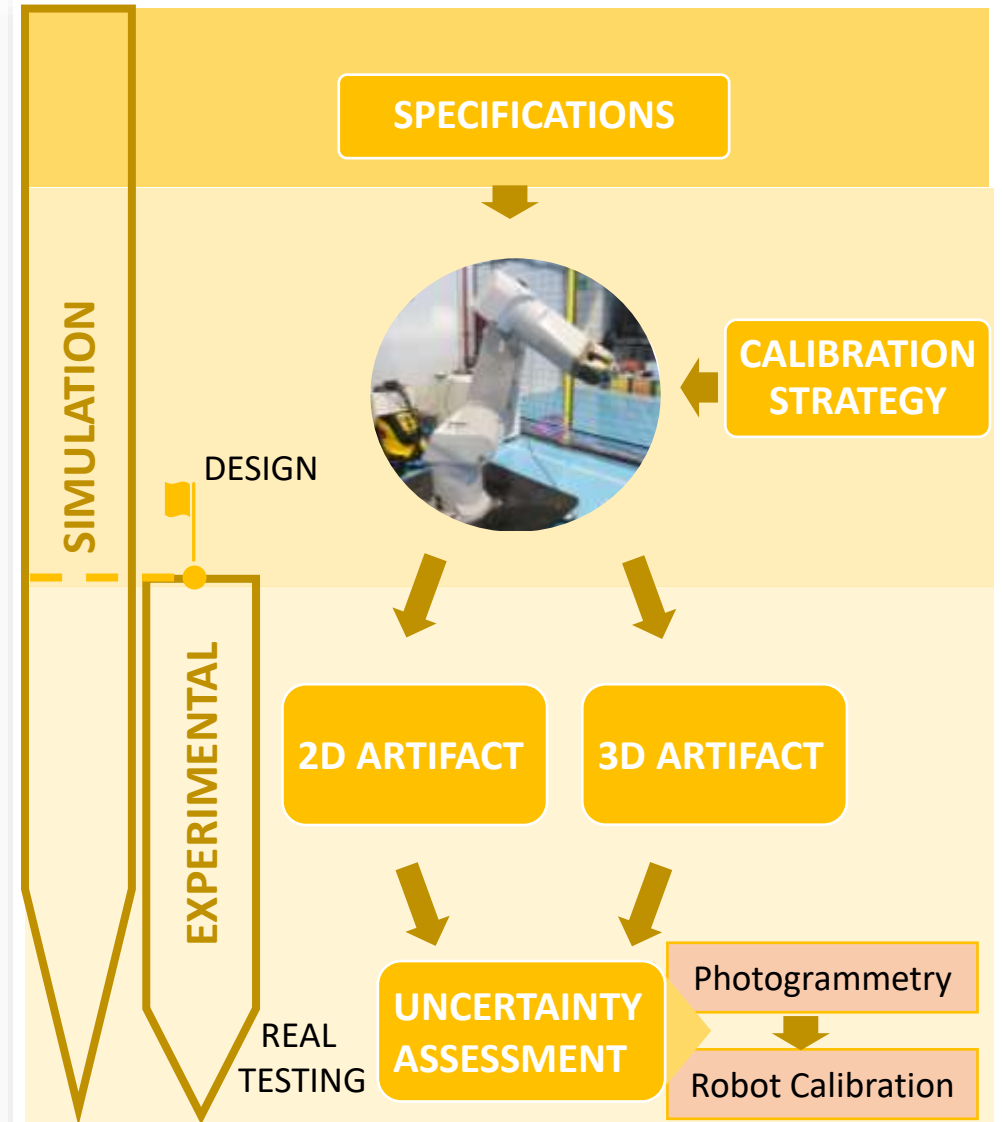 SPECIFICATIONS
CALIBRATION
STRATEGY
SIMULATION
DESIGN
EXPERIMENTAL
2D ARTIFACT
3D ARTIFACT
UNCERTAINTY
ASSESSMENT
Photogrammetry
Robot Calibration
REAL
TESTING